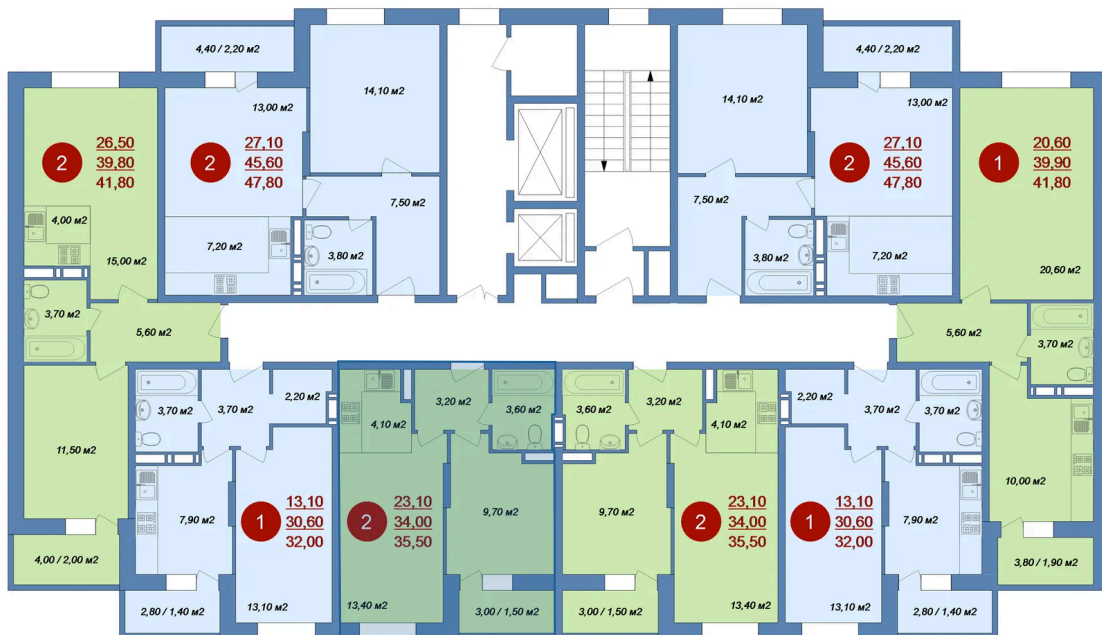 4,40 / 2,20 м2
14,10 м2
13,00 м2
2
26,50
39,80
41,80
2
27,10
45,60
47,80
4,00 м2
15,00 м2
7,20 м2
7,50 м2
3,80 м2
4,40 / 2,20 м2
14,10 м2
13,00 м2
2
27,10
45,60
47,80
1
20,60
39,90
41,80
7,50 м2
3,80 м2
7,20 м2
20,60 м2
3,70 м2
5,60 м2
5,60 м2
3,70 м2
11,50 м2
4,00 / 2,00 м2
3,70 м2
3,70 м2
2,20 м2
7,90 м2
1
13,10
30,60
32,00
13,10 м2
2,80 / 1,40 м2
4,10 м2
3,20 м2
3,60 м2
2
23,10
34,00
35,50
9,70 м2
13,40 м2
3,00 / 1,50 м2
3,60 м2
3,20 м2
4,10 м2
9,70 м2
2
23,10
34,00
35,50
3,00 / 1,50 м2
13,40 м2
2,20 м2
3,70 м2
3,70 м2
1
13,10
30,60
32,00
7,90 м2
13,10 м2
2,80 / 1,40 м2
10,00 м2
3,80 / 1,90 м2